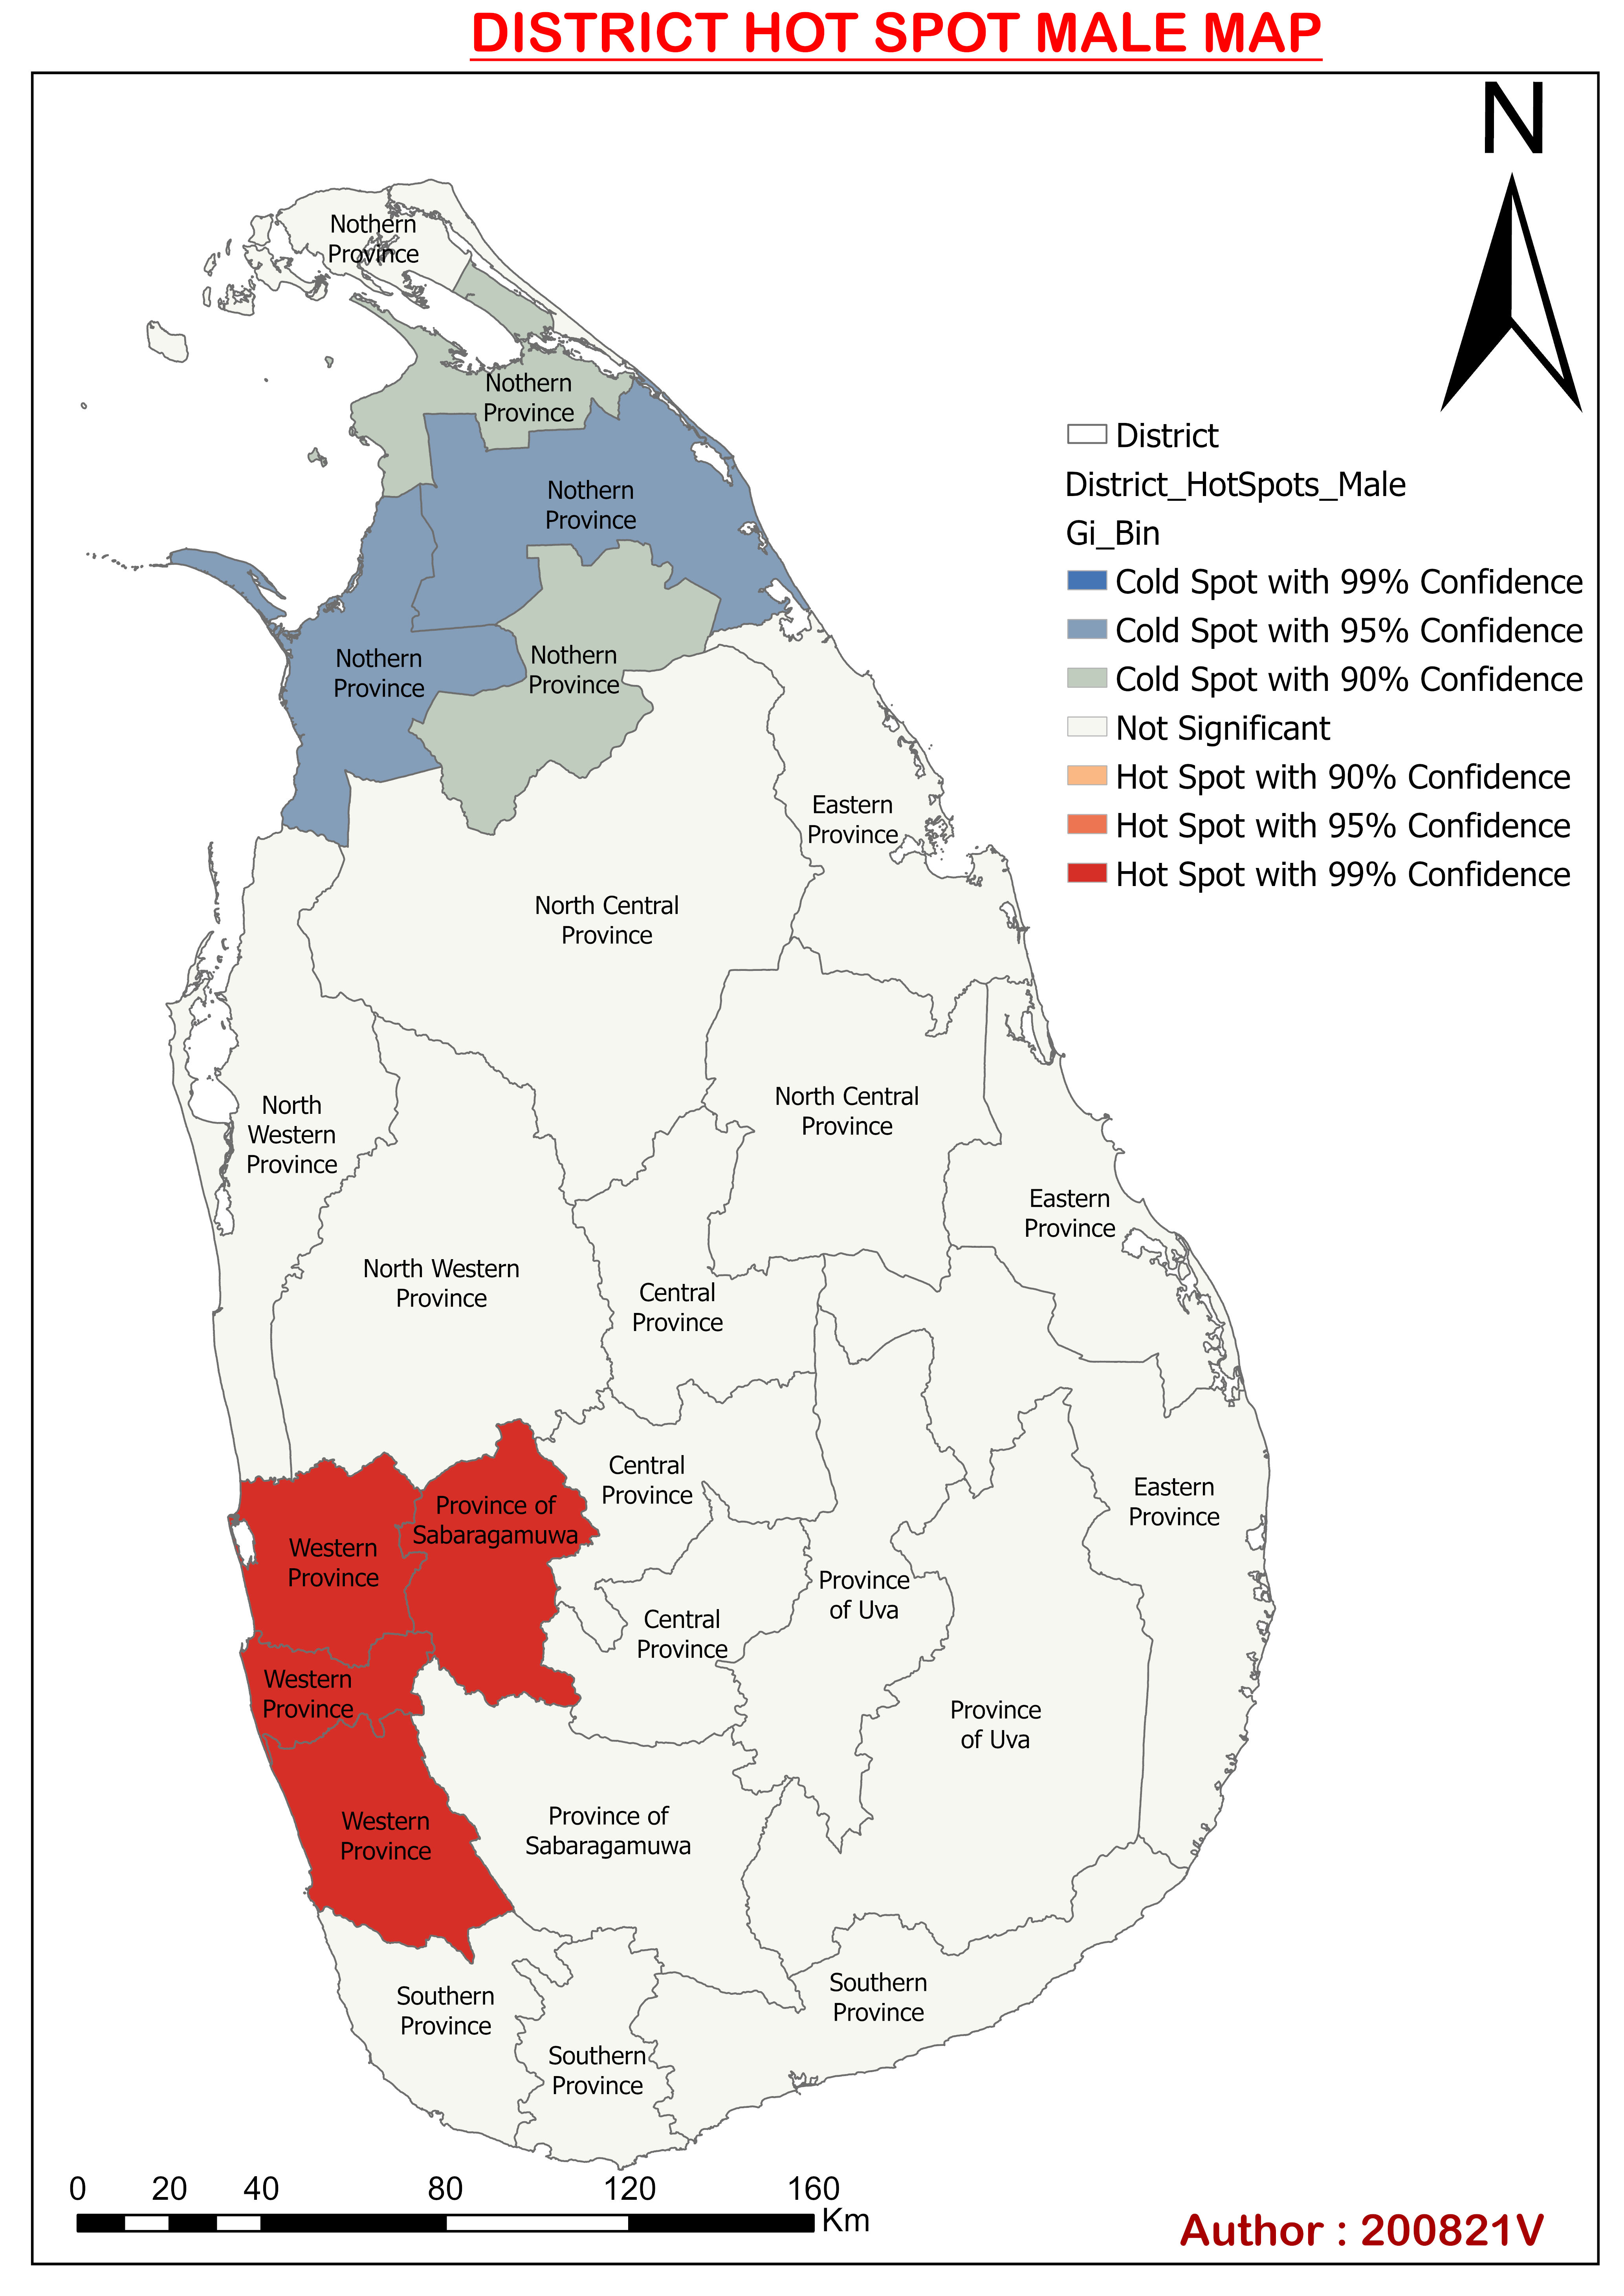 DISTRICT HOT SPOT MALE MAP
N
Nothern
Province
Nothern
Province
District
District_HotSpots_Male
Gi_Bin
Cold Spot with 99% Confidence
Cold Spot with 95% Confidence
Cold Spot with 90% Confidence
Not Significant
Hot Spot with 90% Confidence
Hot Spot with 95% Confidence
Hot Spot with 99% Confidence
Nothern
Province
Nothern
Province
Nothern
Province
Eastern
Province
North Central
Province
North Central
Province
North
Western
Province
Eastern
Province
North Western
Province
Central
Province
Central
Province
Eastern
Province
Province of
Sabaragamuwa
Western
Province
Province
of Uva
Central
Province
Western
Province
Province
of Uva
Western
Province
Province of
Sabaragamuwa
Southern
Province
Southern
Province
Southern
Province
0 20 40 80 120 160
Km
Author : 200821V